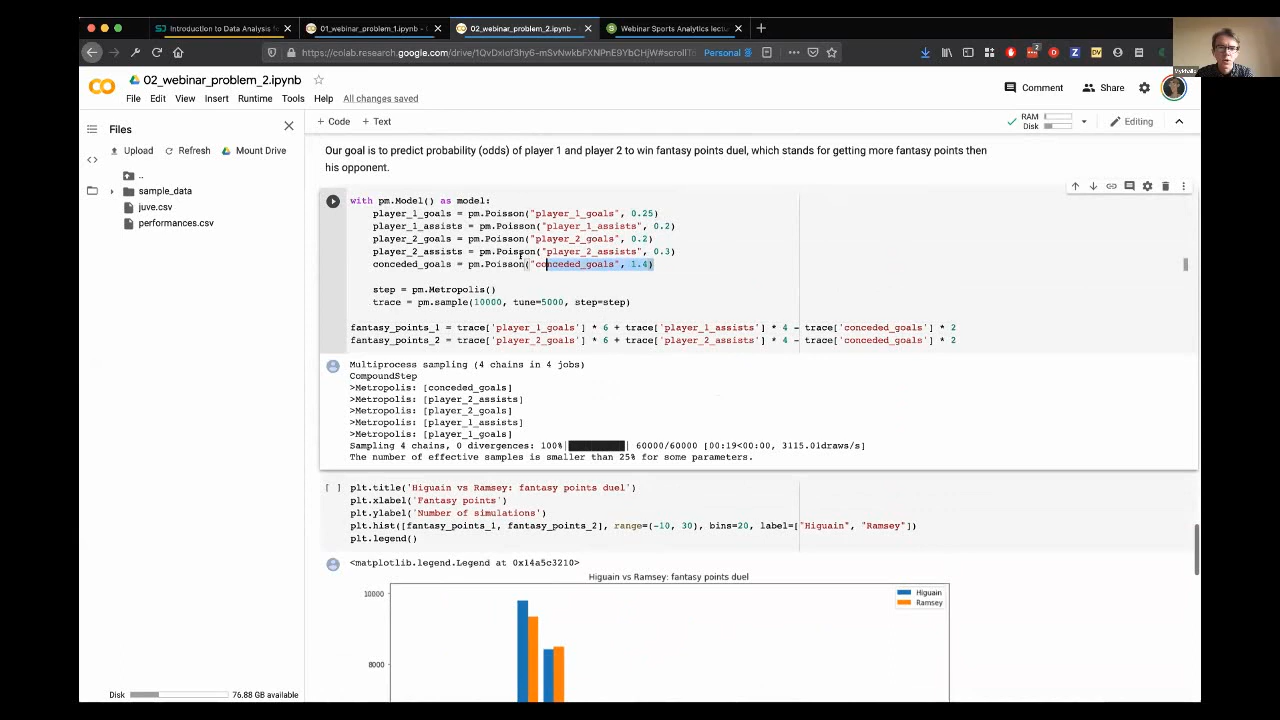 Introduction to Data Analysis for
01_webinar_problem_1.ipynb - C
02_webinar_problem_2.ipynb -
Webinar Sports Analytics lectu
https://colab.research.google.com/drive/1QvDxIof3hy6-mSvNwkbFXNPnE9YbCHjW#scrollT
Personal
Mykhailo
02_webinar_problem_2.ipynb
File Edit View Insert Runtime Tools Help All changes saved
Comment Share
+ Code + Text
RAM
Disk
Editing
Files
Upload Refresh Mount Drive
..
sample_data
juve.csv
performances.csv
Disk 76.88 GB available
Our goal is to predict probability (odds) of player 1 and player 2 to win fantasy points duel, which stands for getting more fantasy points then
his opponent.
with pm.Model() as model:
player_1_goals = pm.Poisson("player_1_goals", 0.25)
player_1_assists = pm.Poisson("player_1_assists", 0.2)
player_2_goals = pm.Poisson("player_2_goals", 0.2)
player_2_assists = pm.Poisson("player_2_assists", 0.3)
conceded_goals = pm.Poisson("conceded_goals", 1.4)
step = pm.Metropolis()
trace = pm.sample(10000, tune=5000, step=step)
fantasy_points_1 = trace['player_1_goals'] * 6 + trace['player_1_assists'] * 4 - trace['conceded_goals'] * 2
fantasy_points_2 = trace['player_2_goals'] * 6 + trace['player_2_assists'] * 4 - trace['conceded_goals'] * 2
Multiprocess sampling (4 chains in 4 jobs)
CompoundStep
>Metropolis: [conceded_goals]
>Metropolis: [player_2_assists]
>Metropolis: [player_2_goals]
>Metropolis: [player_1_assists]
>Metropolis: [player_1_goals]
Sampling 4 chains, 0 divergences: 100%|██████████| 60000/60000 [00:19<00:00, 3115.01draws/s]
The number of effective samples is smaller than 25% for some parameters.
[ ] plt.title('Higuain vs Ramsey: fantasy points duel')
plt.xlabel('Fantasy points')
plt.ylabel('Number of simulations')
plt.hist([fantasy_points_1, fantasy_points_2], range=(-10, 30), bins=20, label=["Higuain", "Ramsey"])
plt.legend()
<matplotlib.legend.Legend at 0x14a5c3210>
Higuain vs Ramsey: fantasy points duel
10000
8000
Higuain
Ramsey